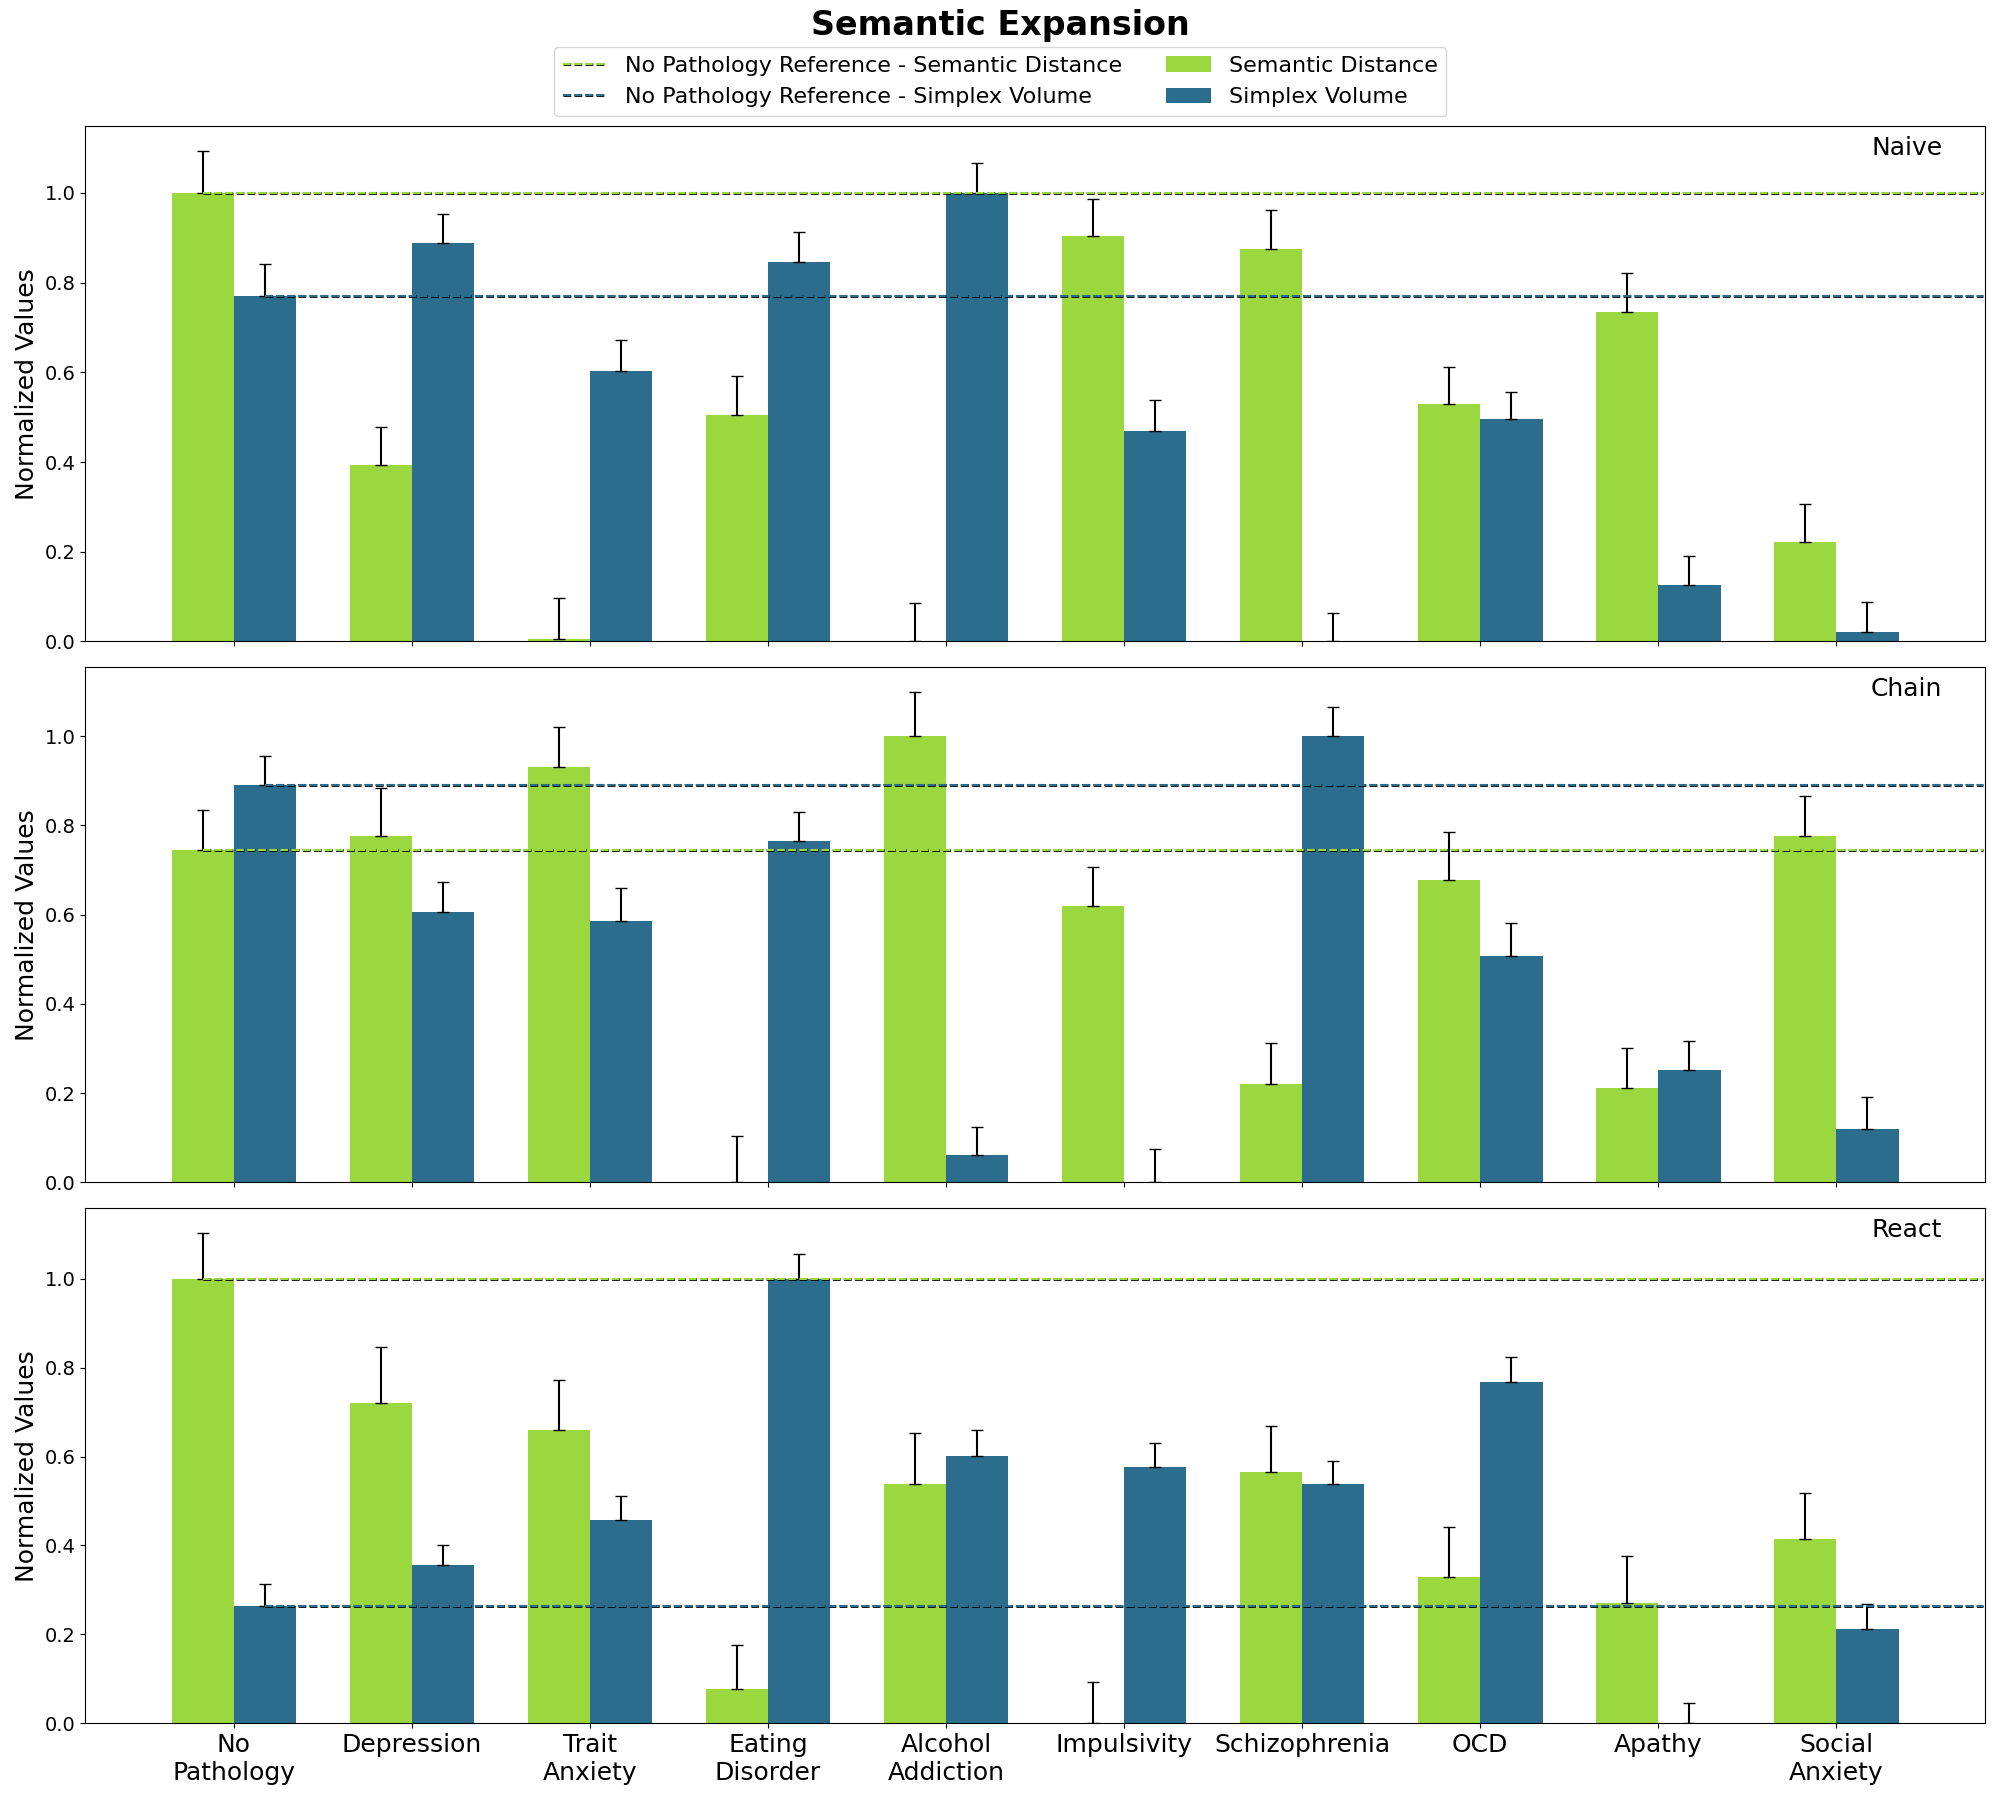 Semantic Expansion
No Pathology Reference - Semantic Distance
No Pathology Reference - Simplex Volume
Semantic Distance
Simplex Volume
Naive
Normalized Values
1.0
0.8
0.6
0.4
0.2
0.0
Chain
Normalized Values
1.0
0.8
0.6
0.4
0.2
0.0
React
Normalized Values
1.0
0.8
0.6
0.4
0.2
0.0
No
Pathology
Depression
Trait
Anxiety
Eating
Disorder
Alcohol
Addiction
Impulsivity
Schizophrenia
OCD
Apathy
Social
Anxiety